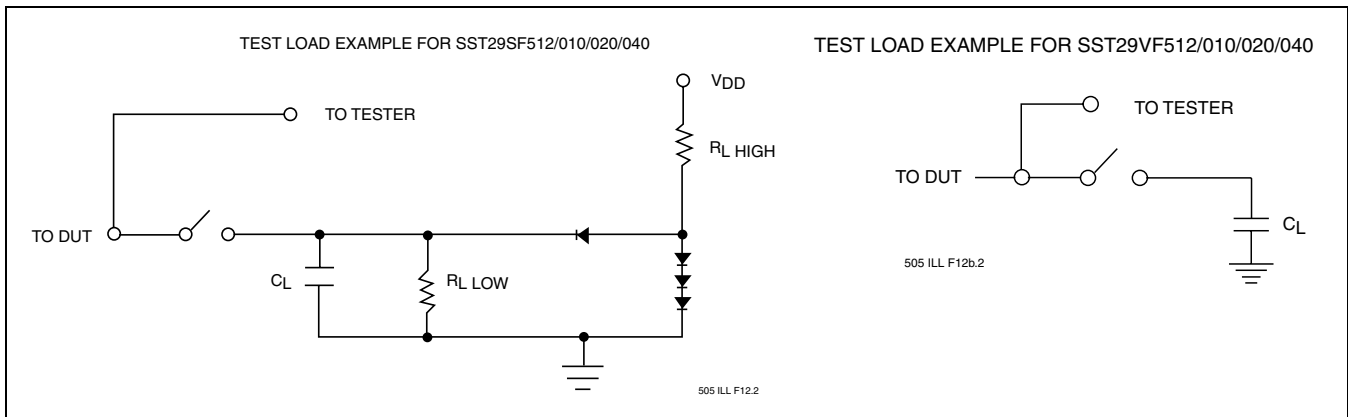 TEST LOAD EXAMPLE FOR SST29SF512/010/020/040
VDD
TO TESTER
RL HIGH
TO DUT
CL
RL LOW
505 ILL F12.2
TEST LOAD EXAMPLE FOR SST29VF512/010/020/040
TO TESTER
TO DUT
CL
505 ILL F12b.2